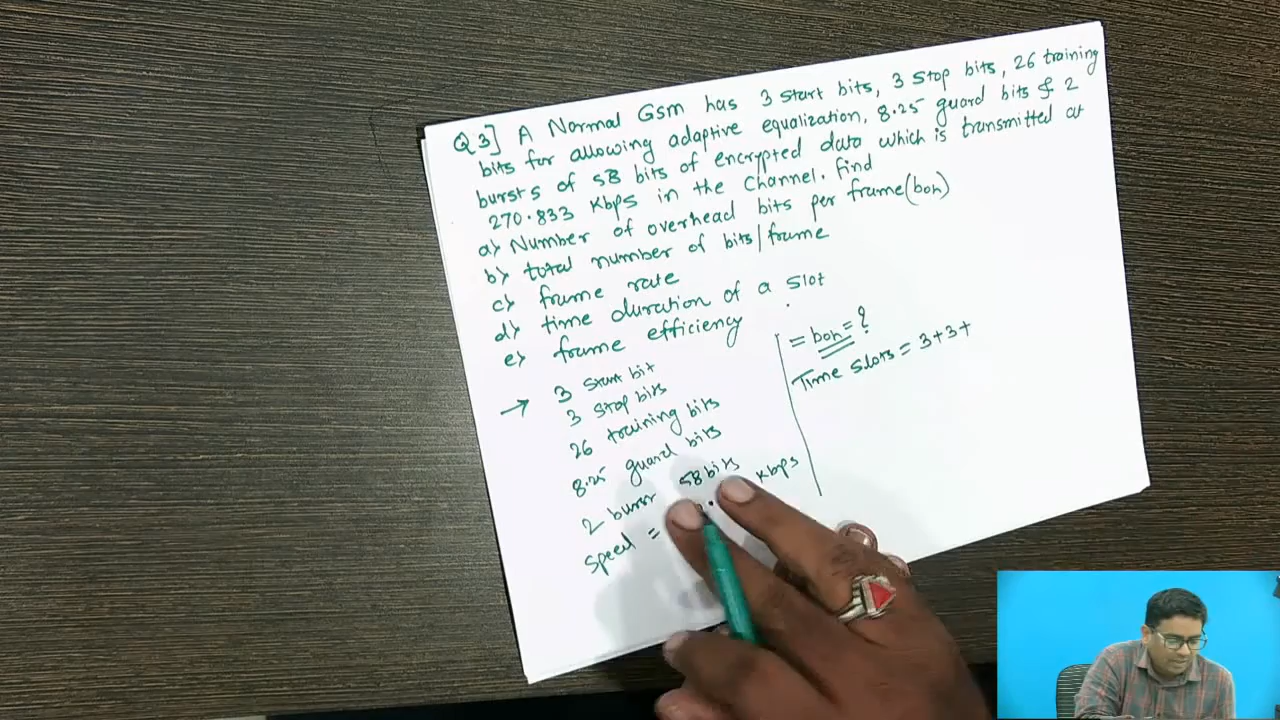 Q 3] A Normal Gsm has 3 start bits, 3 stop bits, 26 training
bits for allowing adaptive equalization, 8.25 guard bits & 2
bursts of 58 bits of encrypted data which is transmitted at
270.833 Kbps in the channel. find
a) Number of overhead bits per frame (boh)
b) total number of bits/frame
c) frame rate
d) time duration of a slot
e) frame efficiency
→ 3 start bit
3 stop bits
26 training bits
8.25 guard bits
2 burst 58 bits
speed = Kbps
= boh = ?
Time slots = 3+3+